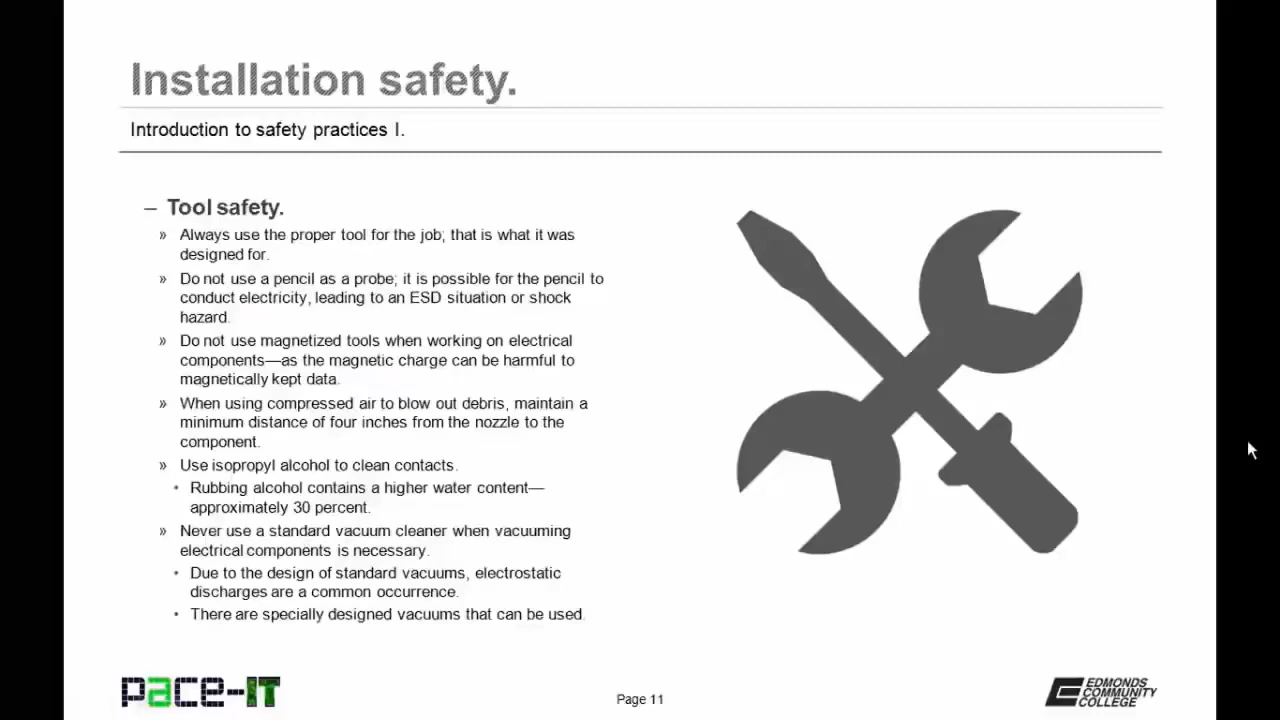 Installation safety.
Introduction to safety practices I.
– Tool safety.
» Always use the proper tool for the job; that is what it was
designed for.
» Do not use a pencil as a probe; it is possible for the pencil to
conduct electricity, leading to an ESD situation or shock
hazard.
» Do not use magnetized tools when working on electrical
components—as the magnetic charge can be harmful to
magnetically kept data.
» When using compressed air to blow out debris, maintain a
minimum distance of four inches from the nozzle to the
component.
» Use isopropyl alcohol to clean contacts.
• Rubbing alcohol contains a higher water content—
approximately 30 percent.
» Never use a standard vacuum cleaner when vacuuming
electrical components is necessary.
• Due to the design of standard vacuums, electrostatic
discharges are a common occurrence.
• There are specially designed vacuums that can be used.
pace-IT
Page 11
EDMONDS
COMMUNITY
COLLEGE